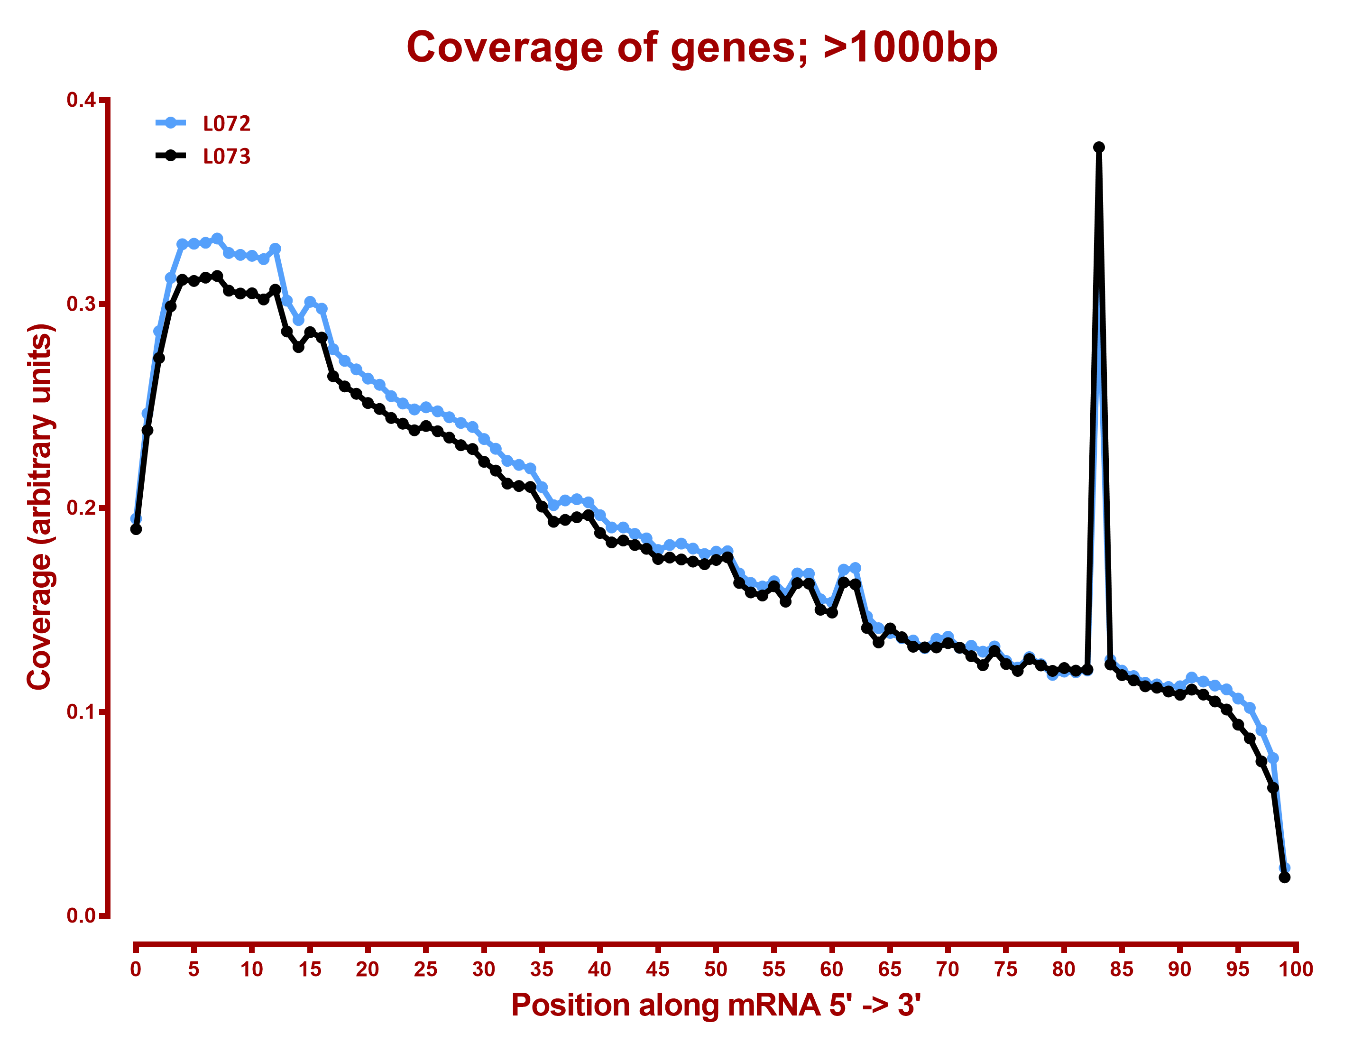 Coverage of genes; >1000bp
L072
L073
Coverage (arbitrary units)
0.4
0.3
0.2
0.1
0.0
0 5 10 15 20 25 30 35 40 45 50 55 60 65 70 75 80 85 90 95 100
Position along mRNA 5' -> 3'